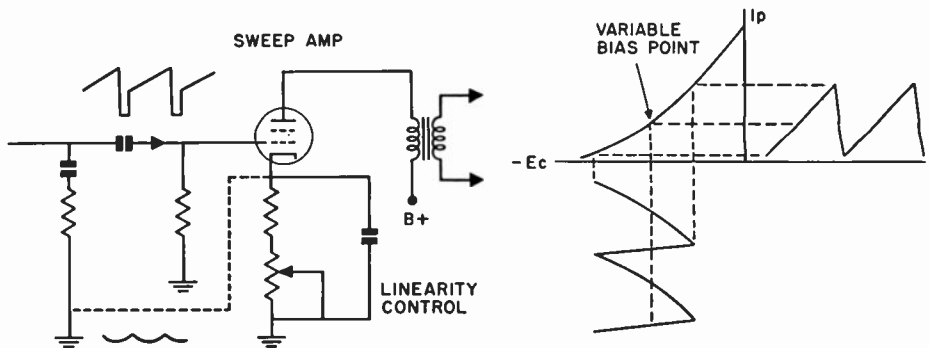 SWEEP AMP
B+
LINEARITY
CONTROL
VARIABLE
BIAS POINT
Ip
-Ec